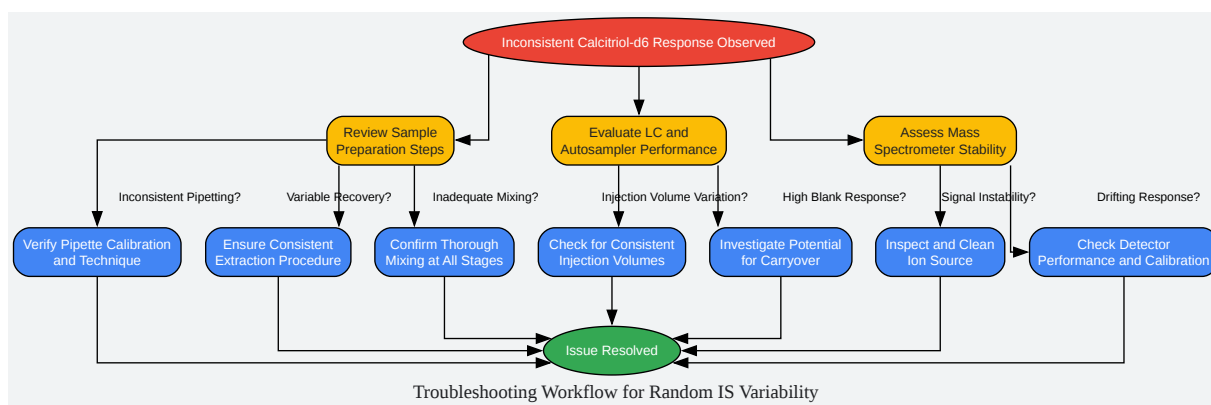 Inconsistent Calcitriol-d6 Response Observed
Review Sample
Preparation Steps
Evaluate LC and
Autosampler Performance
Assess Mass
Spectrometer Stability
Inconsistent Pipetting?
Variable Recovery?
Inadequate Mixing?
Injection Volume Variation?
High Blank Response?
Signal Instability?
Drifting Response?
Verify Pipette Calibration
and Technique
Ensure Consistent
Extraction Procedure
Confirm Thorough
Mixing at All Stages
Check for Consistent
Injection Volumes
Investigate Potential
for Carryover
Inspect and Clean
Ion Source
Check Detector
Performance and Calibration
Issue Resolved
Troubleshooting Workflow for Random IS Variability